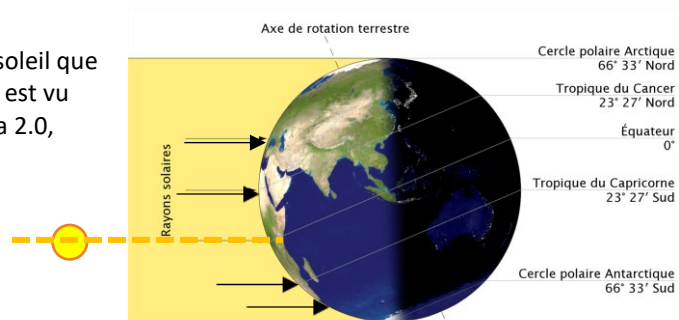 soleil que
est vu
a 2.0,
Axe de rotation terrestre
Rayons solaires
Cercle polaire Arctique
66° 33′ Nord
Tropique du Cancer
23° 27′ Nord
Équateur
0°
Tropique du Capricorne
23° 27′ Sud
Cercle polaire Antarctique
66° 33′ Sud